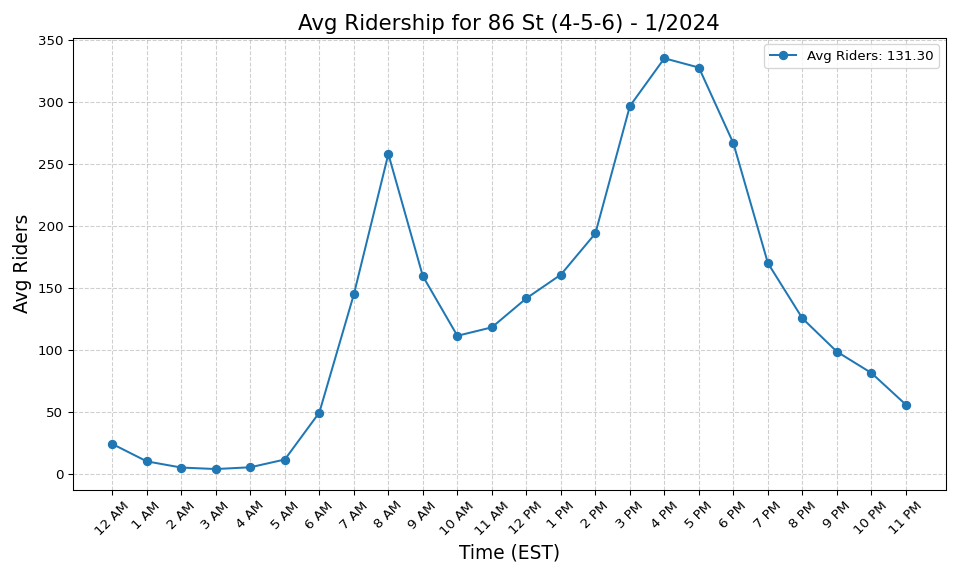 Avg Ridership for 86 St (4-5-6) - 1/2024
Avg Riders: 131.30
Avg Riders
350
300
250
200
150
100
50
0
12 AM
1 AM
2 AM
3 AM
4 AM
5 AM
6 AM
7 AM
8 AM
9 AM
10 AM
11 AM
12 PM
1 PM
2 PM
3 PM
4 PM
5 PM
6 PM
7 PM
8 PM
9 PM
10 PM
11 PM
Time (EST)